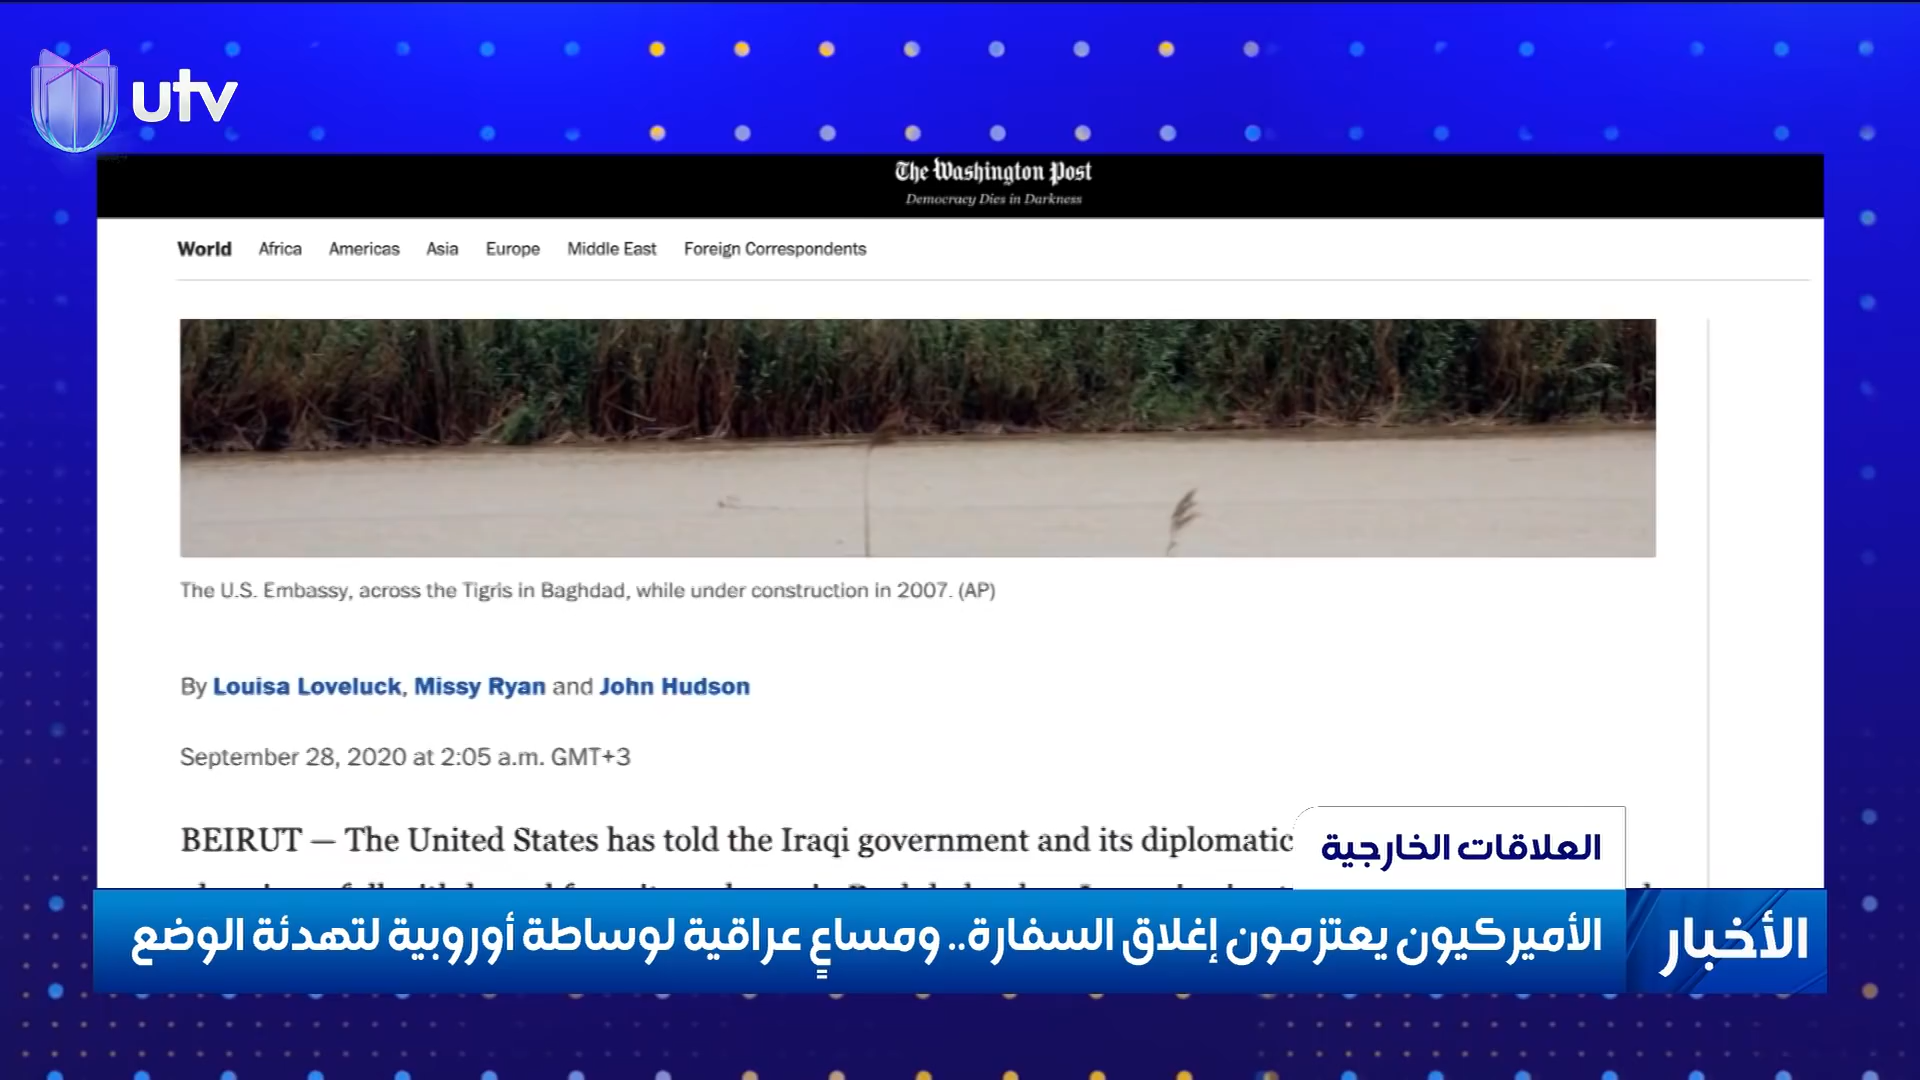 utv
The Washington Post
Democracy Dies in Darkness
World Africa Americas Asia Europe Middle East Foreign Correspondents
The U.S. Embassy, across the Tigris in Baghdad, while under construction in 2007. (AP)
By Louisa Loveluck, Missy Ryan and John Hudson
September 28, 2020 at 2:05 a.m. GMT+3
BEIRUT — The United States has told the Iraqi government and its diplomatic
العلاقات الخارجية
الأخبار
الأميركيون يعتزمون إغلاق السفارة.. ومساعٍ عراقية لوساطة أوروبية لتهدئة الوضع